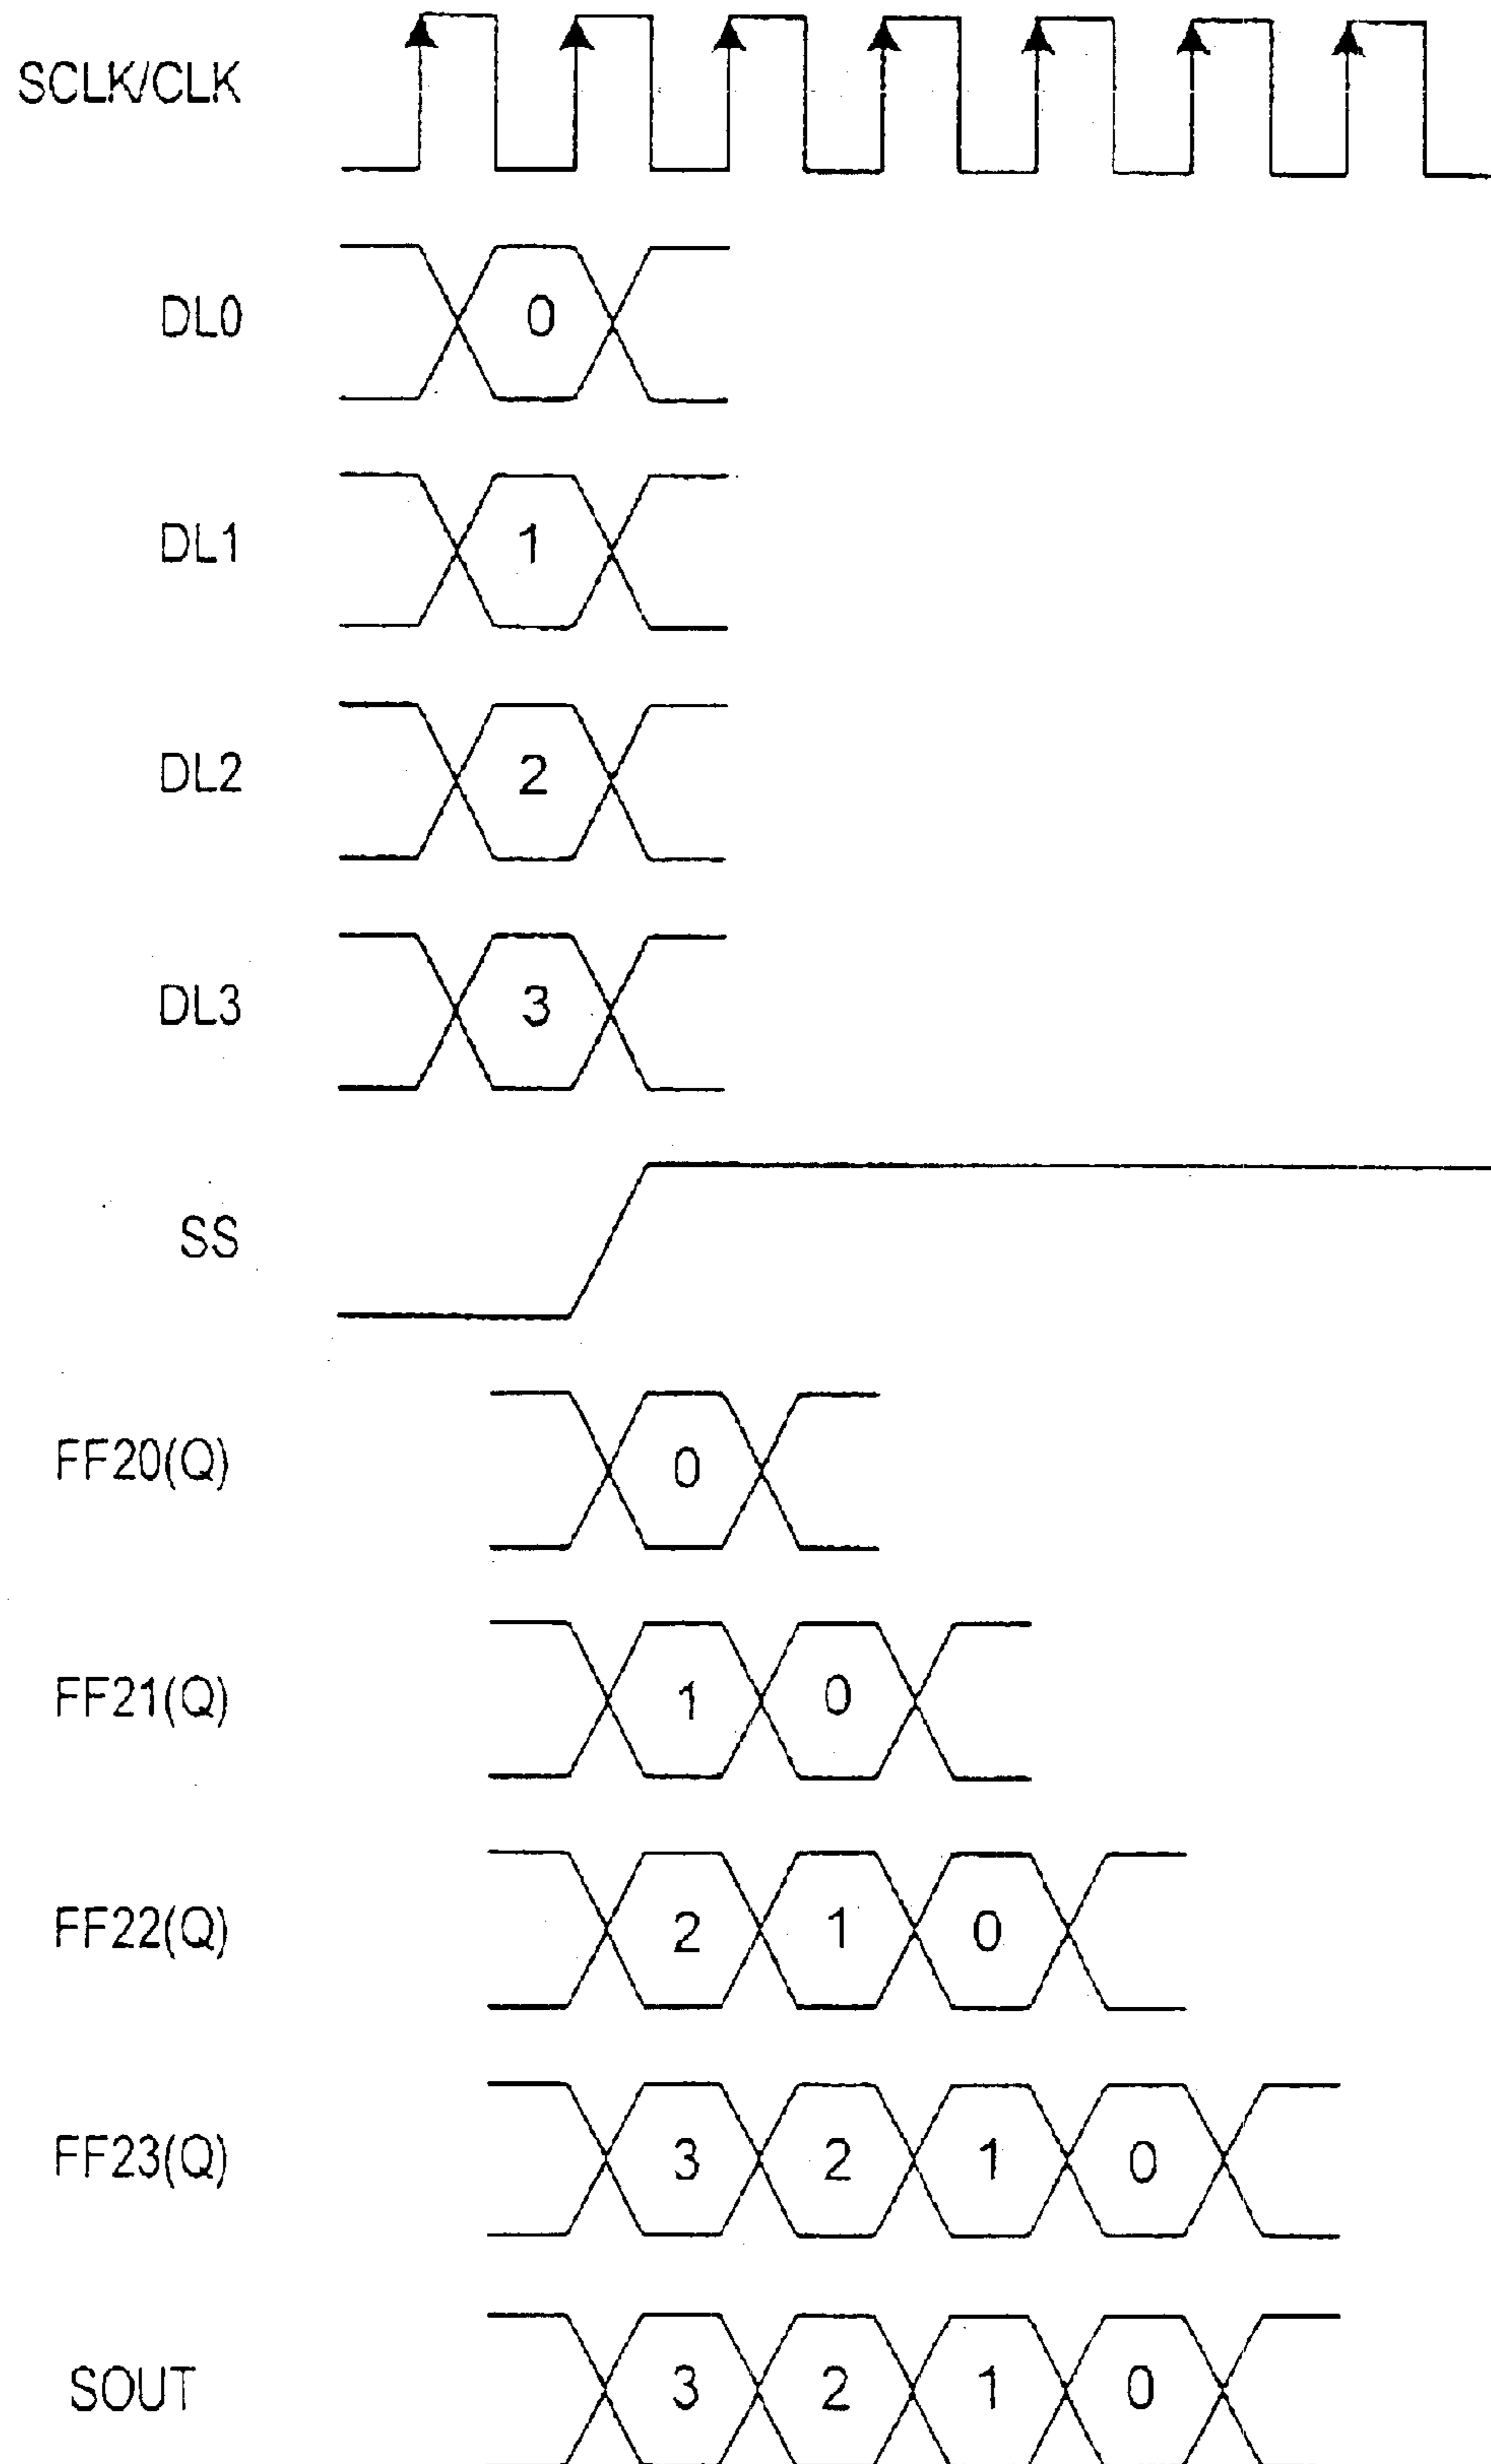 SCLK/CLK
DL0 0
DL1 1
DL2 2
DL3 3
SS
FF20(Q) 0
FF21(Q) 1 0
FF22(Q) 2 1 0
FF23(Q) 3 2 1 0
SOUT 3 2 1 0